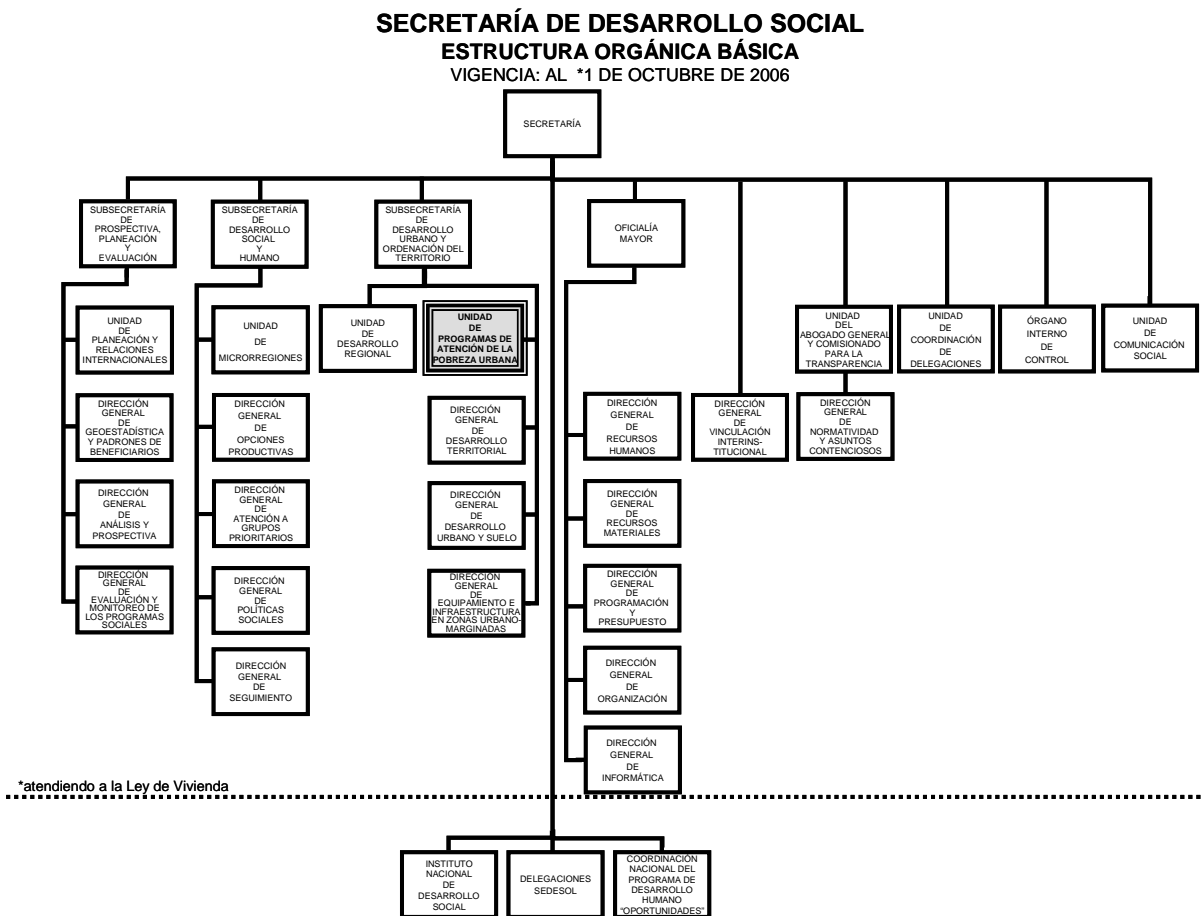 SECRETARÍA DE DESARROLLO SOCIAL
ESTRUCTURA ORGÁNICA BÁSICA
VIGENCIA: AL *1 DE OCTUBRE DE 2006
SECRETARÍA
SUBSECRETARÍA
DE
PROSPECTIVA,
PLANEACIÓN
Y
EVALUACIÓN
SUBSECRETARÍA
DE
DESARROLLO
SOCIAL
Y
HUMANO
SUBSECRETARÍA
DE
DESARROLLO
URBANO Y
ORDENACIÓN DEL
TERRITORIO
OFICIALÍA
MAYOR
UNIDAD
DE
PLANEACIÓN Y
RELACIONES
INTERNACIONALES
UNIDAD
DE
MICRORREGIONES
UNIDAD
DE
DESARROLLO
REGIONAL
UNIDAD
DE
PROGRAMAS DE
ATENCIÓN DE LA
POBREZA URBANA
UNIDAD
DEL
ABOGADO GENERAL
Y COMISIONADO
PARA LA
TRANSPARENCIA
UNIDAD
DE
COORDINACIÓN
DE
DELEGACIONES
ÓRGANO
INTERNO
DE
CONTROL
UNIDAD
DE
COMUNICACIÓN
SOCIAL
DIRECCIÓN
GENERAL
DE
GEOESTADÍSTICA
Y PADRONES DE
BENEFICIARIOS
DIRECCIÓN
GENERAL
DE
OPCIONES
PRODUCTIVAS
DIRECCIÓN
GENERAL
DE
DESARROLLO
TERRITORIAL
DIRECCIÓN
GENERAL
DE
RECURSOS
HUMANOS
DIRECCIÓN
GENERAL
DE
VINCULACIÓN
INTERINS-
TITUCIONAL
DIRECCIÓN
GENERAL
DE
NORMATIVIDAD
Y ASUNTOS
CONTENCIOSOS
DIRECCIÓN
GENERAL
DE
ANÁLISIS Y
PROSPECTIVA
DIRECCIÓN
GENERAL
DE
ATENCIÓN A
GRUPOS
PRIORITARIOS
DIRECCIÓN
GENERAL
DE
DESARROLLO
URBANO Y SUELO
DIRECCIÓN
GENERAL
DE
RECURSOS
MATERIALES
DIRECCIÓN
GENERAL
DE
EVALUACIÓN Y
MONITOREO DE
LOS PROGRAMAS
SOCIALES
DIRECCIÓN
GENERAL
DE
POLÍTICAS
SOCIALES
DIRECCIÓN
GENERAL
DE
EQUIPAMIENTO E
INFRAESTRUCTURA
EN ZONAS URBANO-
MARGINADAS
DIRECCIÓN
GENERAL
DE
PROGRAMACIÓN
Y
PRESUPUESTO
DIRECCIÓN
GENERAL
DE
SEGUIMIENTO
DIRECCIÓN
GENERAL
DE
ORGANIZACIÓN
DIRECCIÓN
GENERAL
DE
INFORMÁTICA
*atendiendo a la Ley de Vivienda
INSTITUTO
NACIONAL
DE
DESARROLLO
SOCIAL
DELEGACIONES
SEDESOL
COORDINACIÓN
NACIONAL DEL
PROGRAMA DE
DESARROLLO
HUMANO
"OPORTUNIDADES"